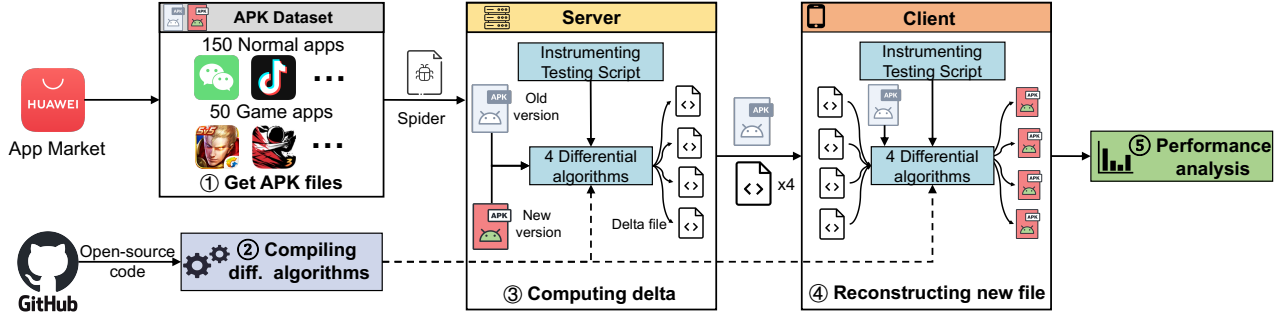 APK Dataset
150 Normal apps
...
50 Game apps
5v5
...
① Get APK files
HUAWEI
App Market
Spider
GitHub
Open-source
code
② Compiling
diff. algorithms
Server
Instrumenting
Testing Script
APK
Old
version
4 Differential
algorithms
APK
New
version
<>
<>
<>
<>
Delta file
③ Computing delta
APK
<>
x4
Client
Instrumenting
Testing Script
<>
<>
<>
<>
APK
4 Differential
algorithms
APK
APK
APK
APK
④ Reconstructing new file
⑤ Performance
analysis